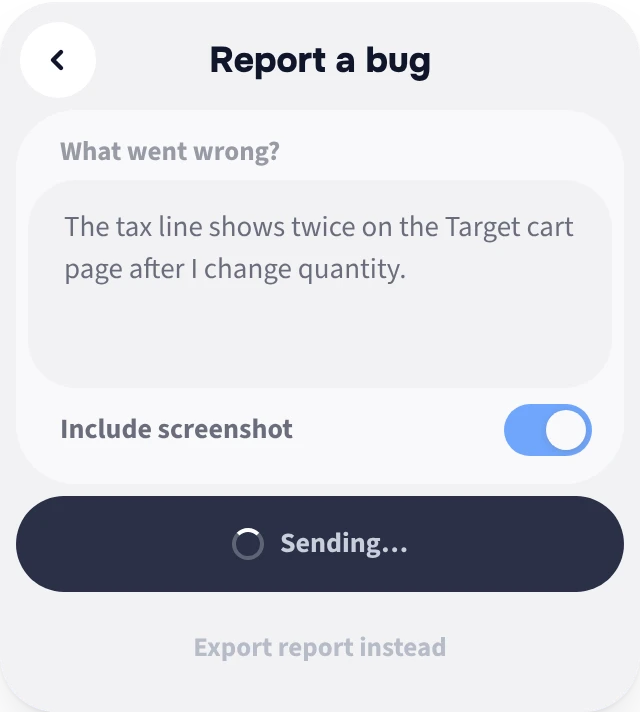 Report a bug
What went wrong?
The tax line shows twice on the Target cart
page after I change quantity.
Include screenshot
Sending...
Export report instead